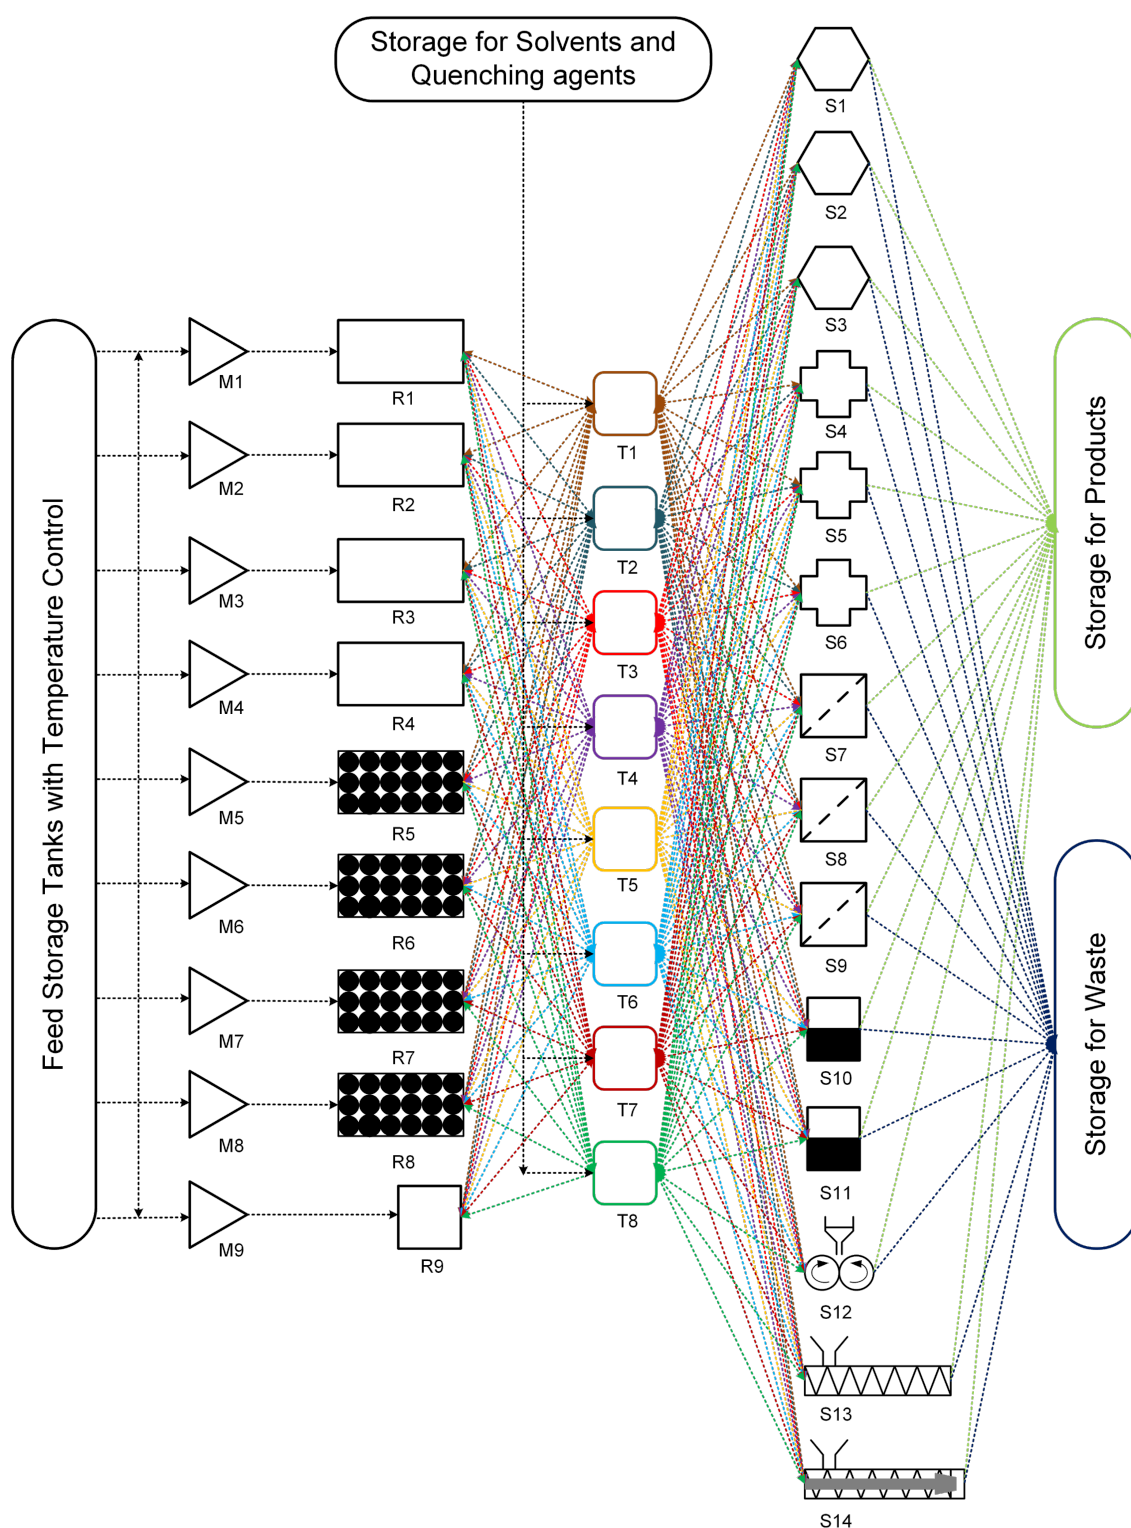 Storage for Solvents and
Quenching agents
Feed Storage Tanks with Temperature Control
M1
M2
M3
M4
M5
M6
M7
M8
M9
R1
R2
R3
R4
R5
R6
R7
R8
R9
T1
T2
T3
T4
T5
T6
T7
T8
S1
S2
S3
S4
S5
S6
S7
S8
S9
S10
S11
S12
S13
S14
Storage for Products
Storage for Waste